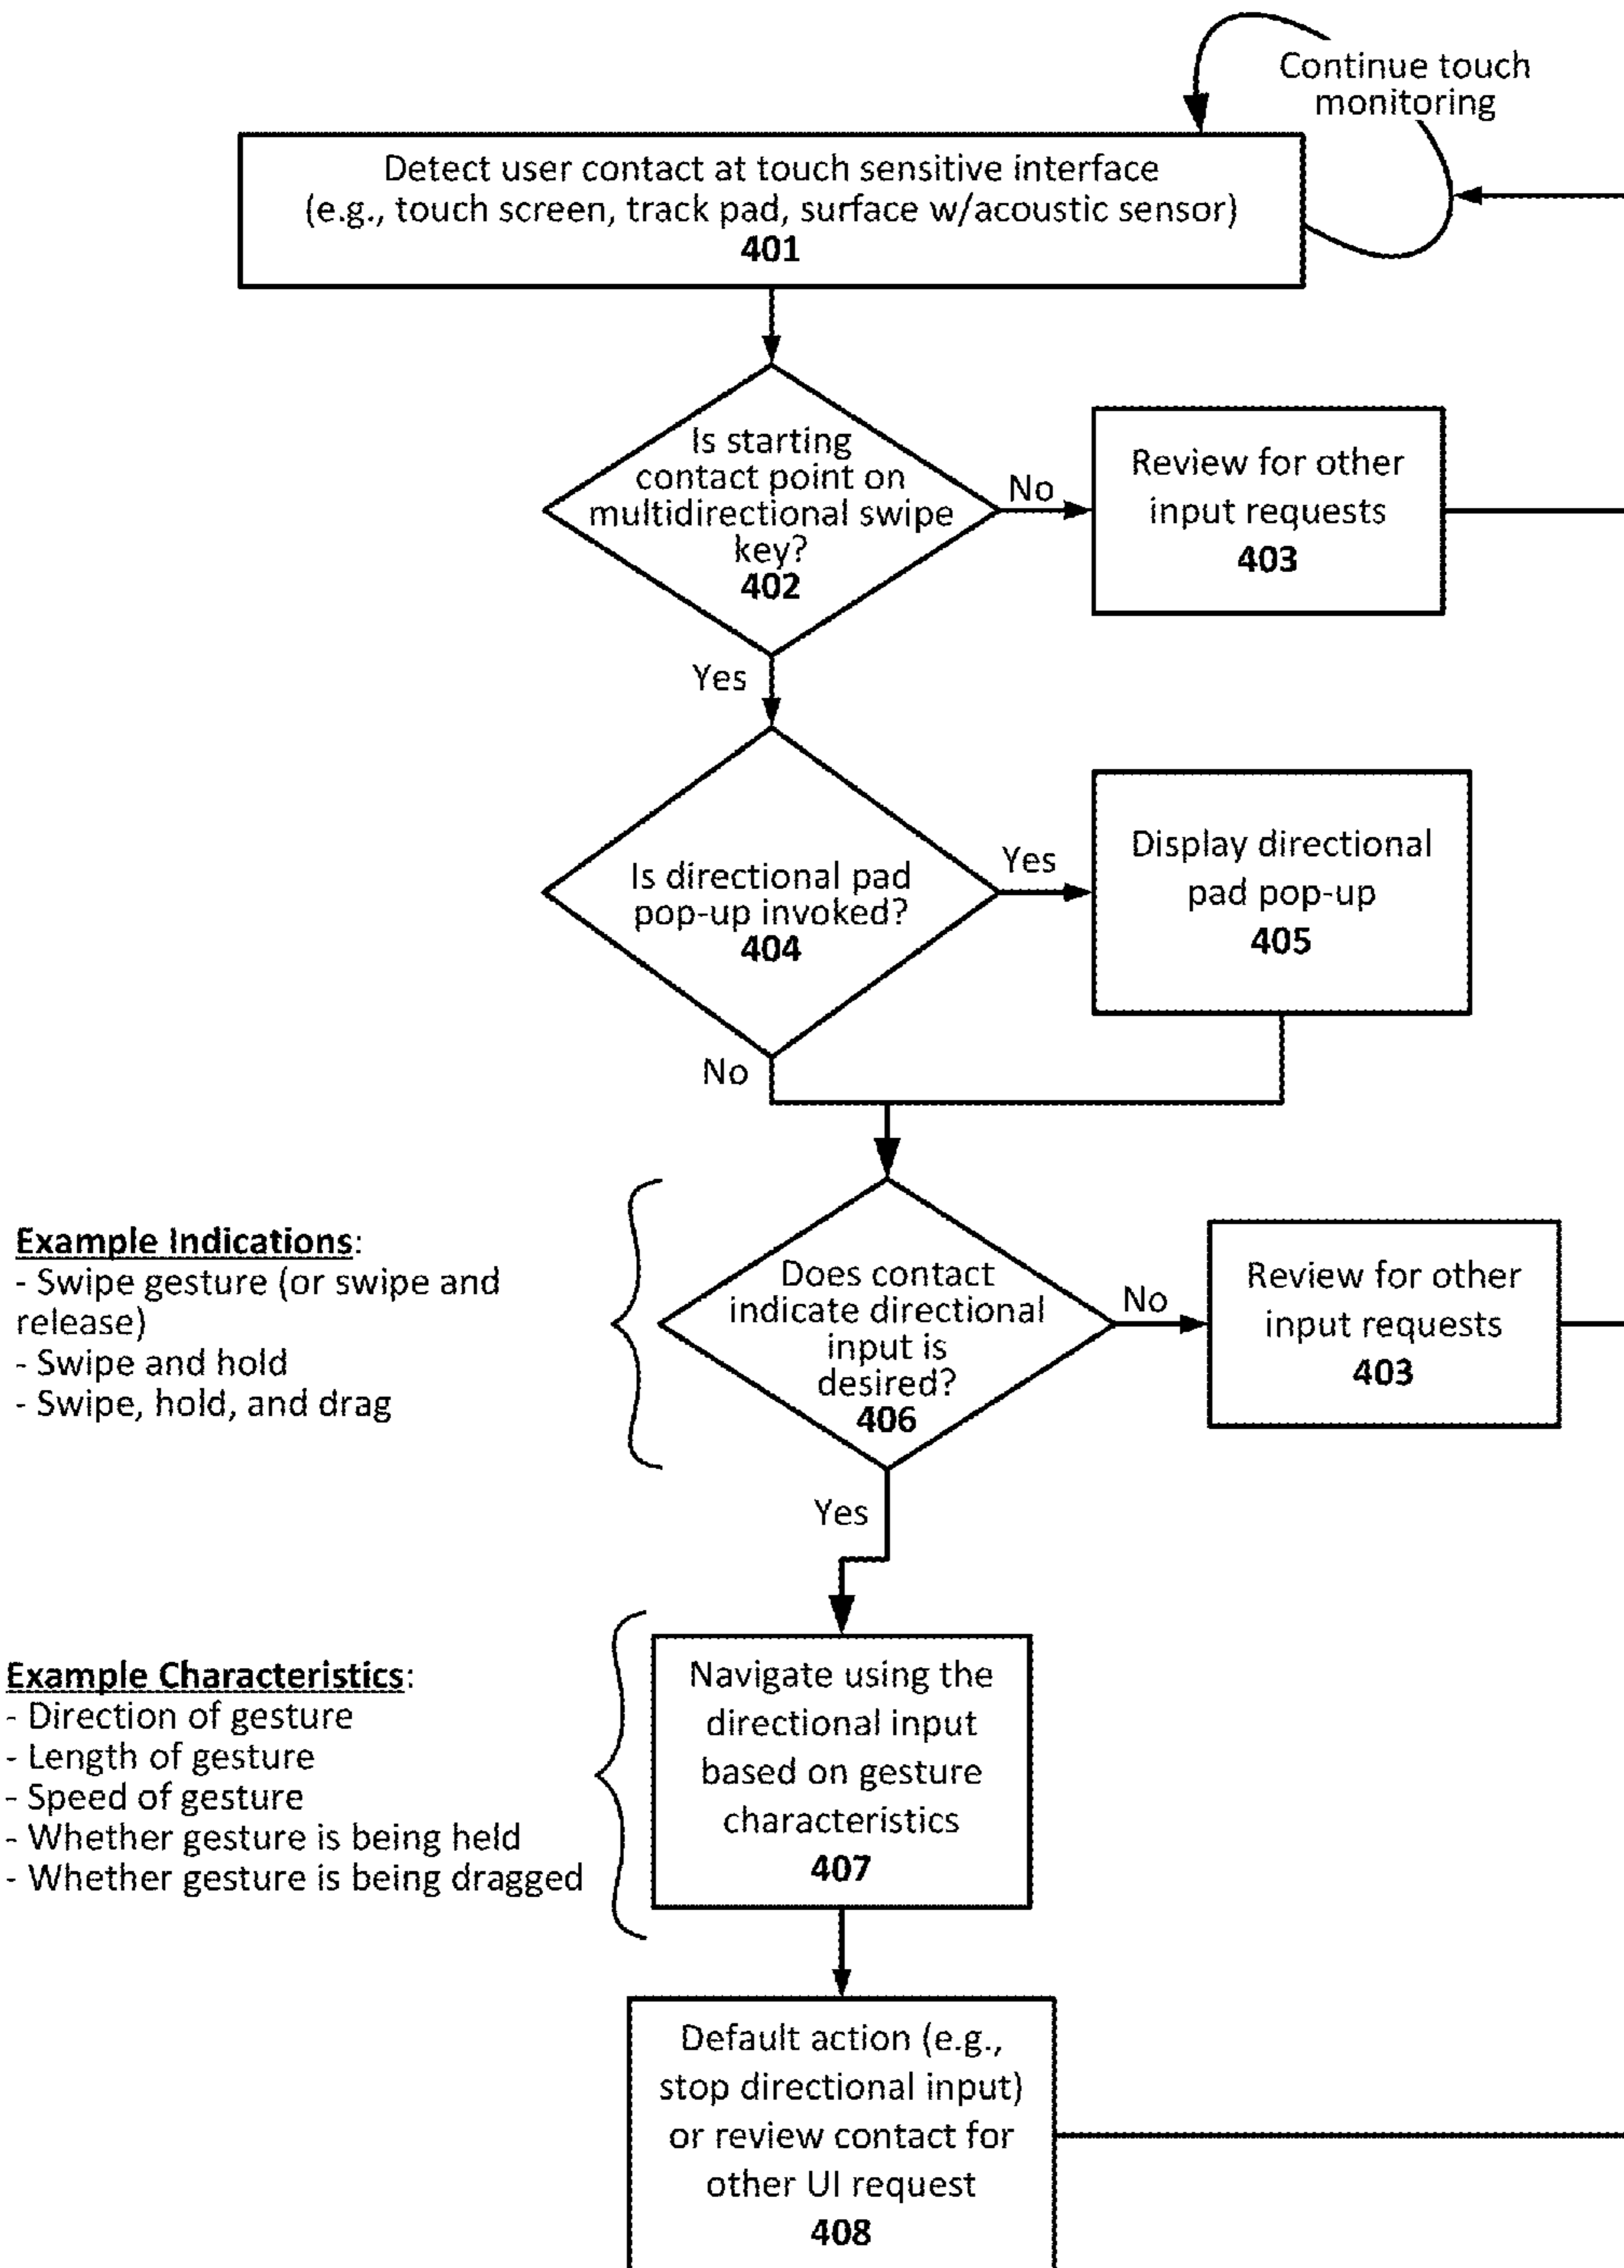 Continue touch
monitoring
Detect user contact at touch sensitive interface
(e.g., touch screen, track pad, surface w/acoustic sensor)
401
Is starting
contact point on
multidirectional swipe
key?
402
No
Review for other
input requests
403
Yes
Is directional pad
pop-up invoked?
404
Yes
Display directional
pad pop-up
405
No
Example Indications:
- Swipe gesture (or swipe and
release)
- Swipe and hold
- Swipe, hold, and drag
Does contact
indicate directional
input is
desired?
406
No
Review for other
input requests
403
Yes
Example Characteristics:
- Direction of gesture
- Length of gesture
- Speed of gesture
- Whether gesture is being held
- Whether gesture is being dragged
Navigate using the
directional input
based on gesture
characteristics
407
Default action (e.g.,
stop directional input)
or review contact for
other UI request
408